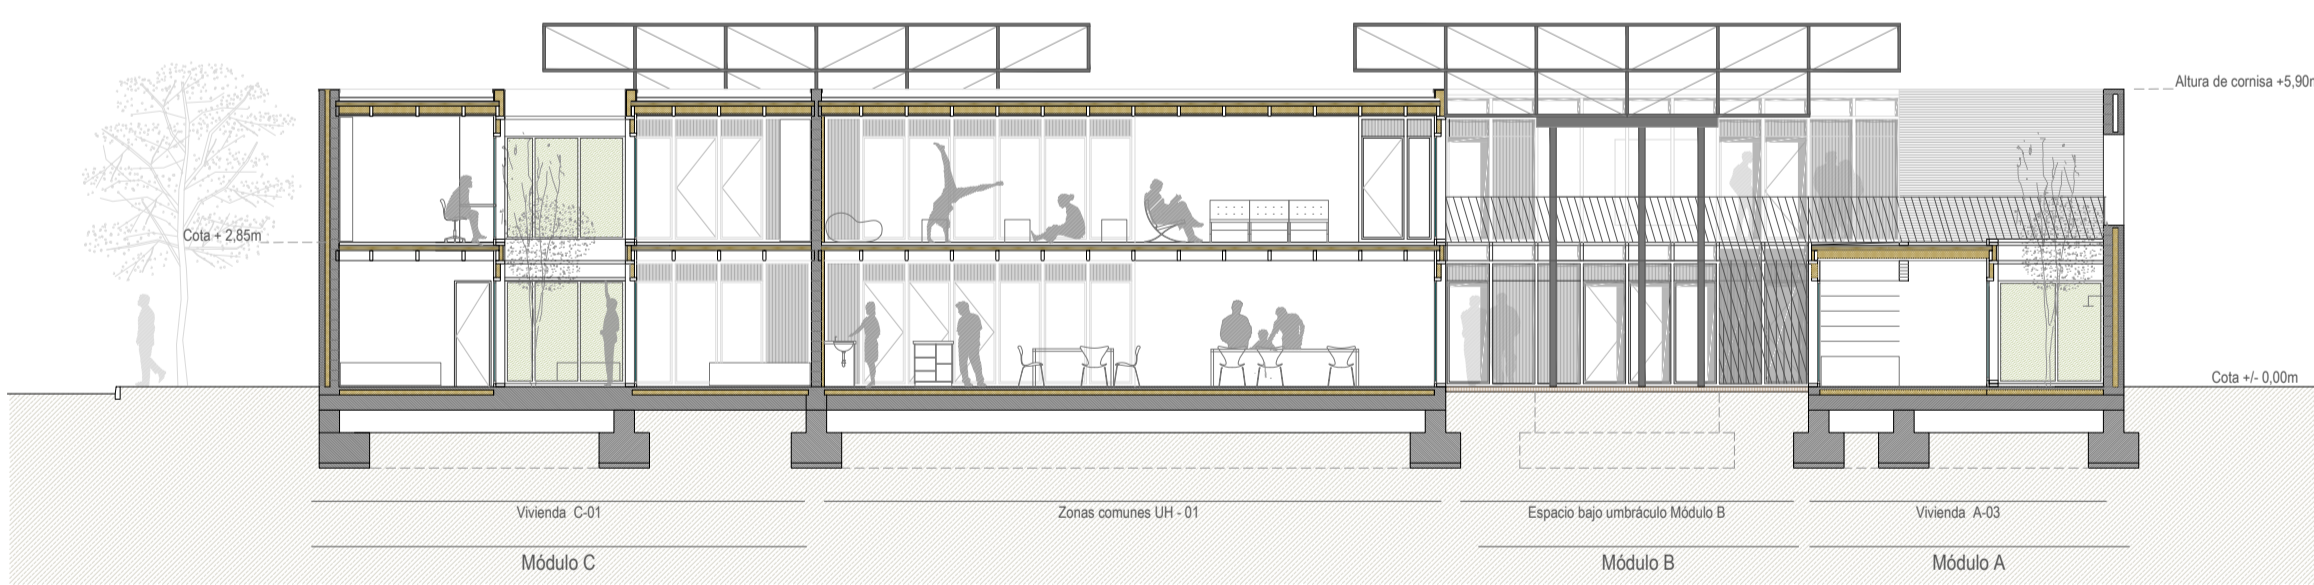 Altura de cornisa +5,90m
Cota + 2,85m
Cota +/- 0,00m
Vivienda C-01
Zonas comunes UH - 01
Espacio bajo umbráculo Módulo B
Vivienda A-03
Módulo C
Módulo B
Módulo A